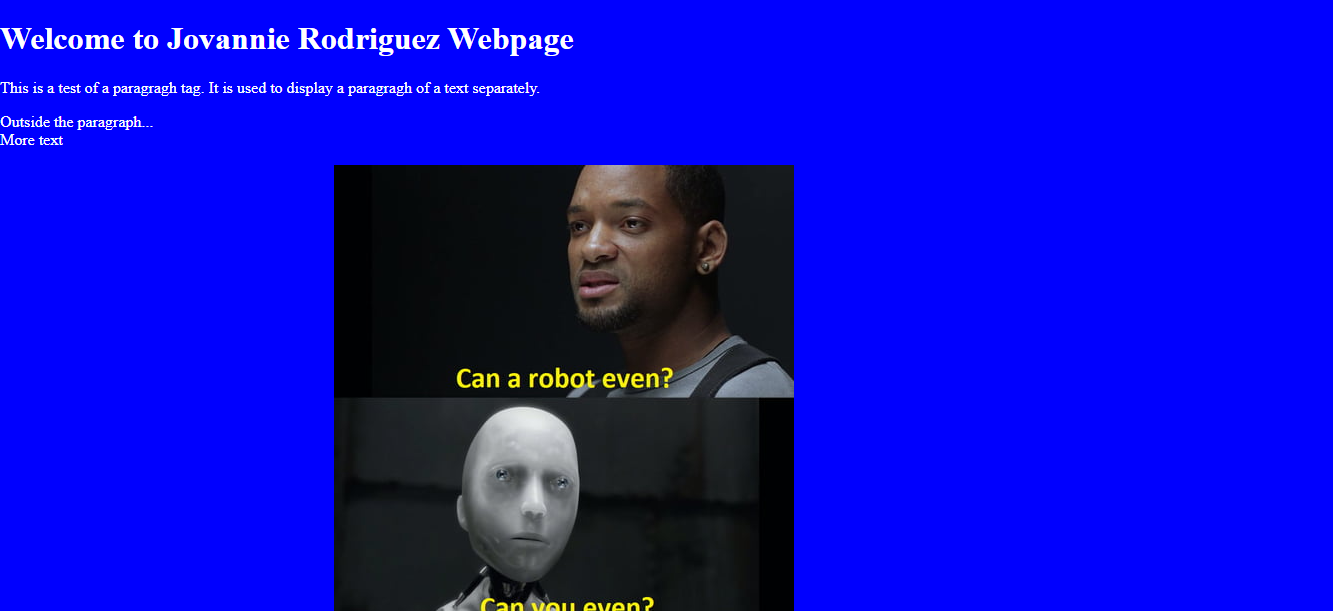 Welcome to Jovannie Rodriguez Webpage
This is a test of a paragragh tag. It is used to display a paragragh of a text separately.
Outside the paragraph...
More text
Can a robot even?
Can you even?